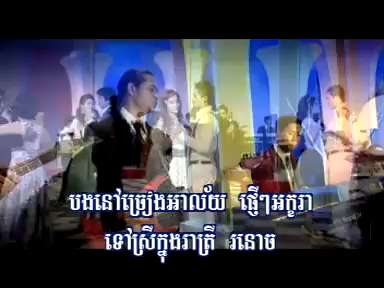 បងនៅច្រៀងអាល័យ ផ្ញើៗអក្ខរា
ទៅស្រីក្នុងរាត្រី រនោច